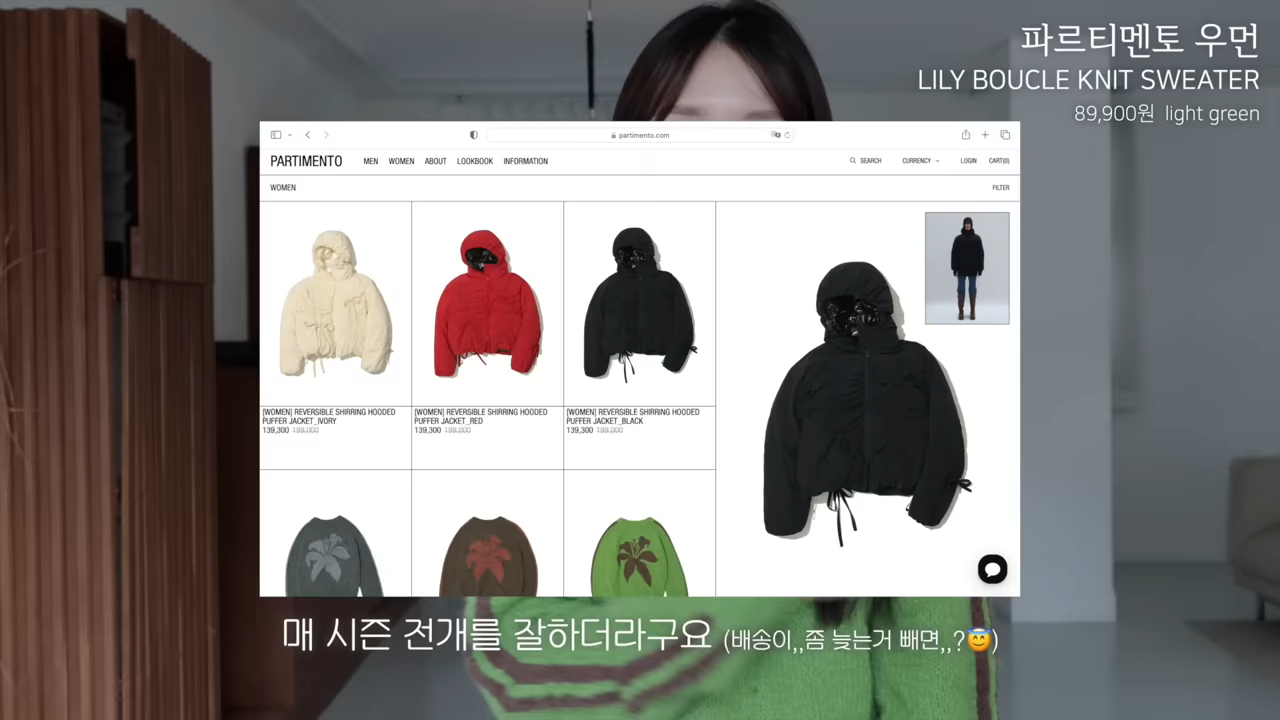 파르티멘토 우먼
LILY BOUCLE KNIT SWEATER
89,900원 light green
partimento.com
PARTIMENTO MEN WOMEN ABOUT LOOKBOOK INFORMATION SEARCH CURRENCY LOGIN CART(0)
WOMEN FILTER
[WOMEN] REVERSIBLE SHIRRING HOODED
PUFFER JACKET_IVORY
139,300 199,000
[WOMEN] REVERSIBLE SHIRRING HOODED
PUFFER JACKET_RED
139,300 199,000
[WOMEN] REVERSIBLE SHIRRING HOODED
PUFFER JACKET_BLACK
139,300 199,000
매 시즌 전개를 잘하더라구요 (배송이,,좀 늦는거 빼면,,?😇)